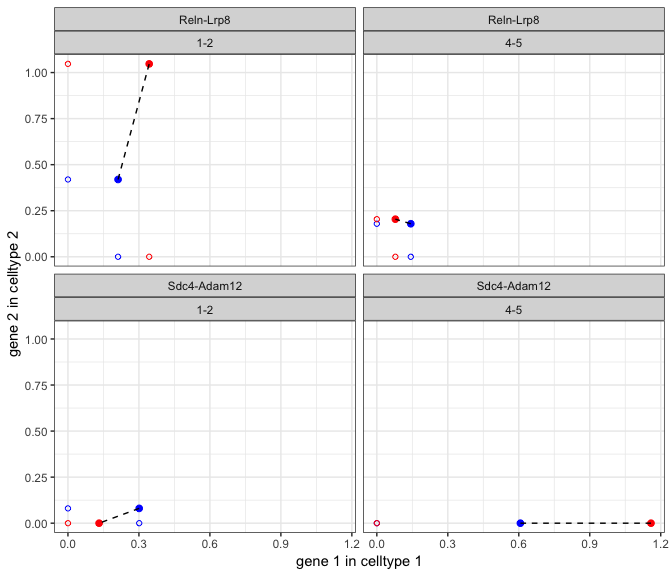 Reln-Lrp8
Reln-Lrp8
1-2
4-5
1.00
0.75
0.50
0.25
0.00
Sdc4-Adam12
Sdc4-Adam12
1-2
4-5
1.00
0.75
0.50
0.25
0.00
0.0 0.3 0.6 0.9 1.2
0.0 0.3 0.6 0.9 1.2
gene 1 in celltype 1
gene 2 in celltype 2